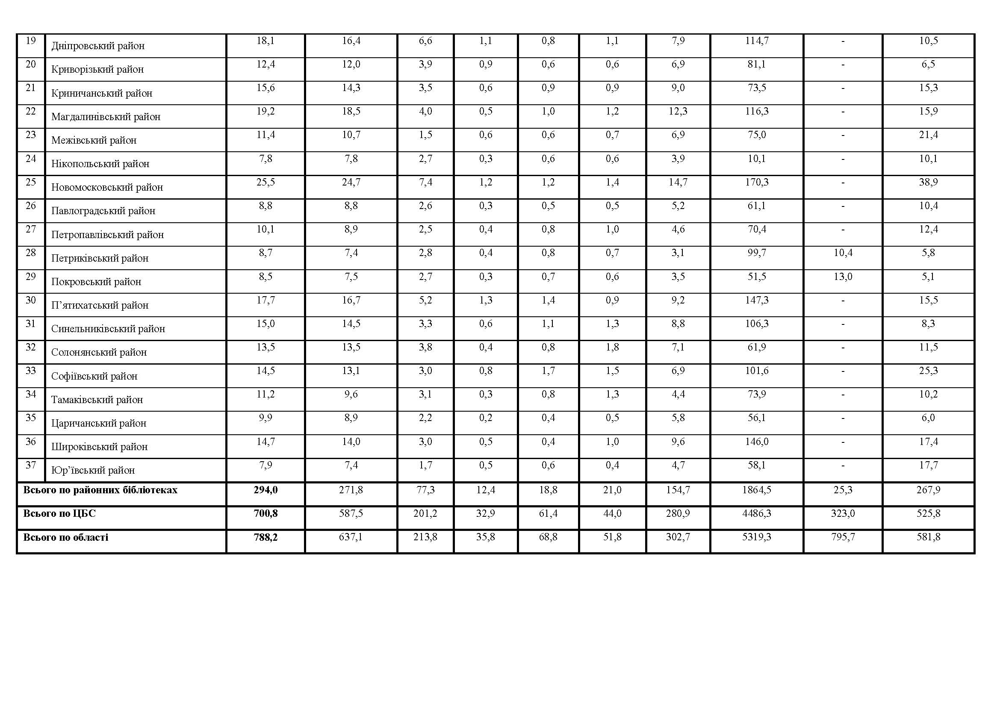 19 Дніпровський район 18,1 16,4 6,6 1,1 0,8 1,1 7,9 114,7 - 10,5
20 Криворізький район 12,4 12,0 3,9 0,9 0,6 0,6 6,9 81,1 - 6,5
21 Криничанський район 15,6 14,3 3,5 0,6 0,9 0,9 9,0 73,5 - 15,3
22 Магдалинівський район 19,2 18,5 4,0 0,5 1,0 1,2 12,3 116,3 - 15,9
23 Межівський район 11,4 10,7 1,5 0,6 0,6 0,7 6,9 75,0 - 21,4
24 Нікопольський район 7,8 7,8 2,7 0,3 0,6 0,6 3,9 10,1 - 10,1
25 Новомосковський район 25,5 24,7 7,4 1,2 1,2 1,4 14,7 170,3 - 38,9
26 Павлоградський район 8,8 8,8 2,6 0,3 0,5 0,5 5,2 61,1 - 10,4
27 Петропавлівський район 10,1 8,9 2,5 0,4 0,8 1,0 4,6 70,4 - 12,4
28 Петриківський район 8,7 7,4 2,8 0,4 0,8 0,7 3,1 99,7 10,4 5,8
29 Покровський район 8,5 7,5 2,7 0,3 0,7 0,6 3,5 51,5 13,0 5,1
30 П’ятихатський район 17,7 16,7 5,2 1,3 1,4 0,9 9,2 147,3 - 15,5
31 Синельниківський район 15,0 14,5 3,3 0,6 1,1 1,3 8,8 106,3 - 8,3
32 Солонянський район 13,5 13,5 3,8 0,4 0,8 1,8 7,1 61,9 - 11,5
33 Софіївський район 14,5 13,1 3,0 0,8 1,7 1,5 6,9 101,6 - 25,3
34 Тамаківський район 11,2 9,6 3,1 0,3 0,8 1,3 4,4 73,9 - 10,2
35 Царичанський район 9,9 8,9 2,2 0,2 0,4 0,5 5,8 56,1 - 6,0
36 Широківський район 14,7 14,0 3,0 0,5 0,4 1,0 9,6 146,0 - 17,4
37 Юр’ївський район 7,9 7,4 1,7 0,5 0,6 0,4 4,7 58,1 - 17,7
Всього по районних бібліотеках 294,0 271,8 77,3 12,4 18,8 21,0 154,7 1864,5 25,3 267,9
Всього по ЦБС 700,8 587,5 201,2 32,9 61,4 44,0 280,9 4486,3 323,0 525,8
Всього по області 788,2 637,1 213,8 35,8 68,8 51,8 302,7 5319,3 795,7 581,8